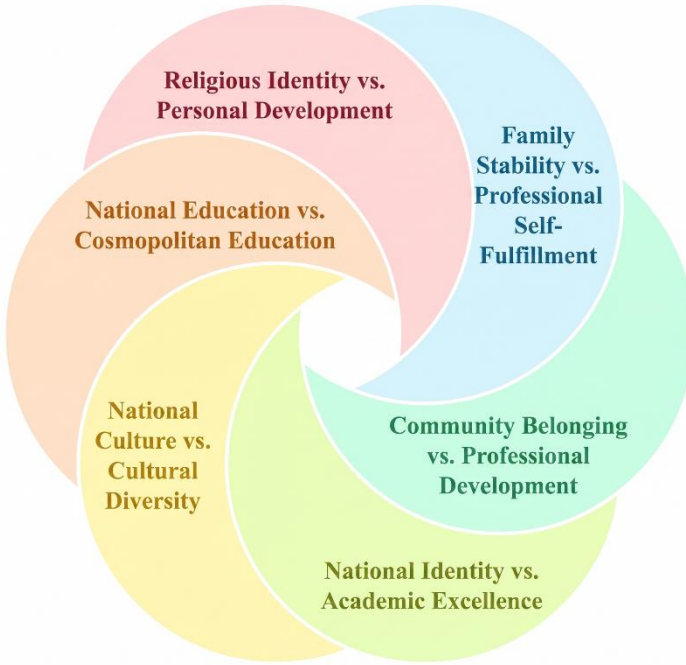 Religious Identity vs.
Personal Development
Family
Stability vs.
Professional
Self-
Fulfillment
National Education vs.
Cosmopolitan Education
National
Culture vs.
Cultural
Diversity
Community Belonging
vs. Professional
Development
National Identity vs.
Academic Excellence